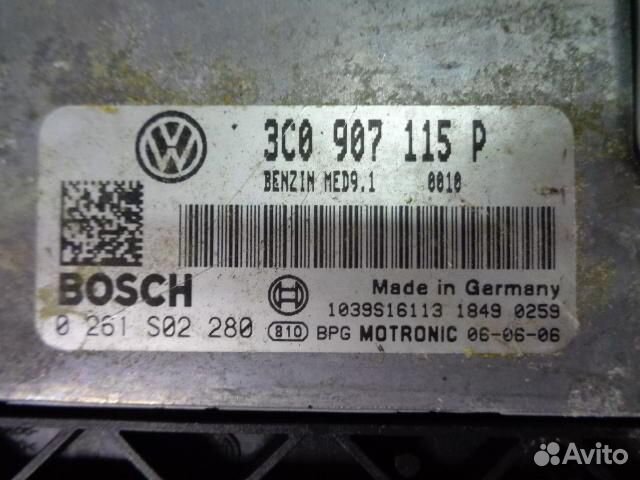 3C0 907 115 P
BENZIN MED9.1 0010
BOSCH
Made in Germany
1039S16113 1849 0259
0 261 S02 280
810 BPG MOTRONIC 06-06-06
Avito